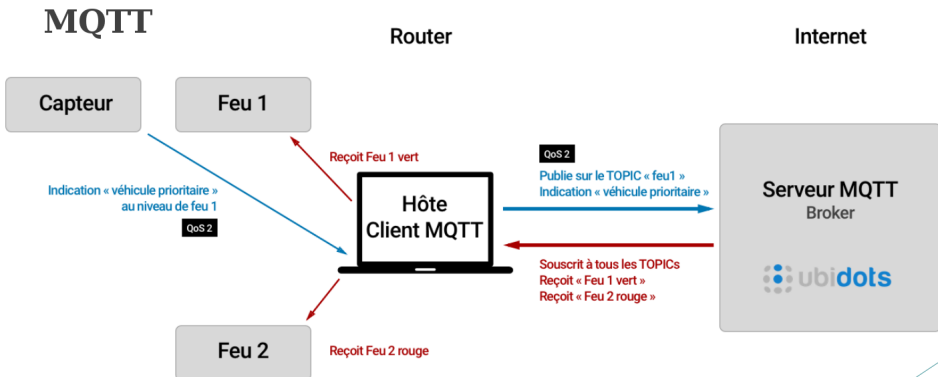 MQTT
Router
Internet
Capteur
Feu 1
Reçoit Feu 1 vert
QoS 2
Publie sur le TOPIC « feu1 »
Indication « véhicule prioritaire »
Indication « véhicule prioritaire »
au niveau de feu 1
QoS 2
Hôte
Client MQTT
Serveur MQTT
Broker
ubidots
Souscrit à tous les TOPICs
Reçoit « Feu 1 vert »
Reçoit « Feu 2 rouge »
Feu 2
Reçoit Feu 2 rouge